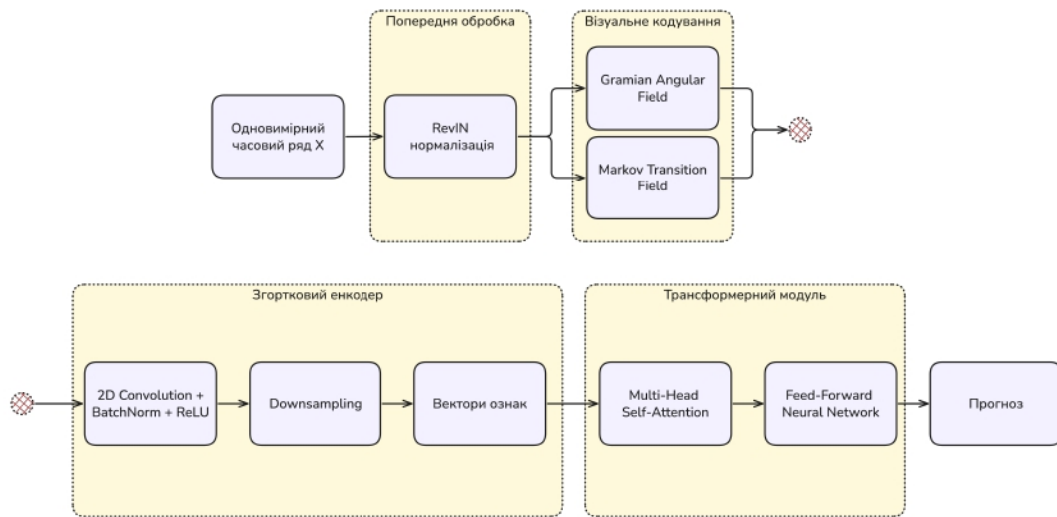 Попередня обробка
Візуальне кодування
Одновимірний
часовий ряд X
RevIN
нормалізація
Gramian Angular
Field
Markov Transition
Field
Згортковий енкодер
Трансформерний модуль
2D Convolution +
BatchNorm + ReLU
Downsampling
Вектори ознак
Multi-Head
Self-Attention
Feed-Forward
Neural Network
Прогноз